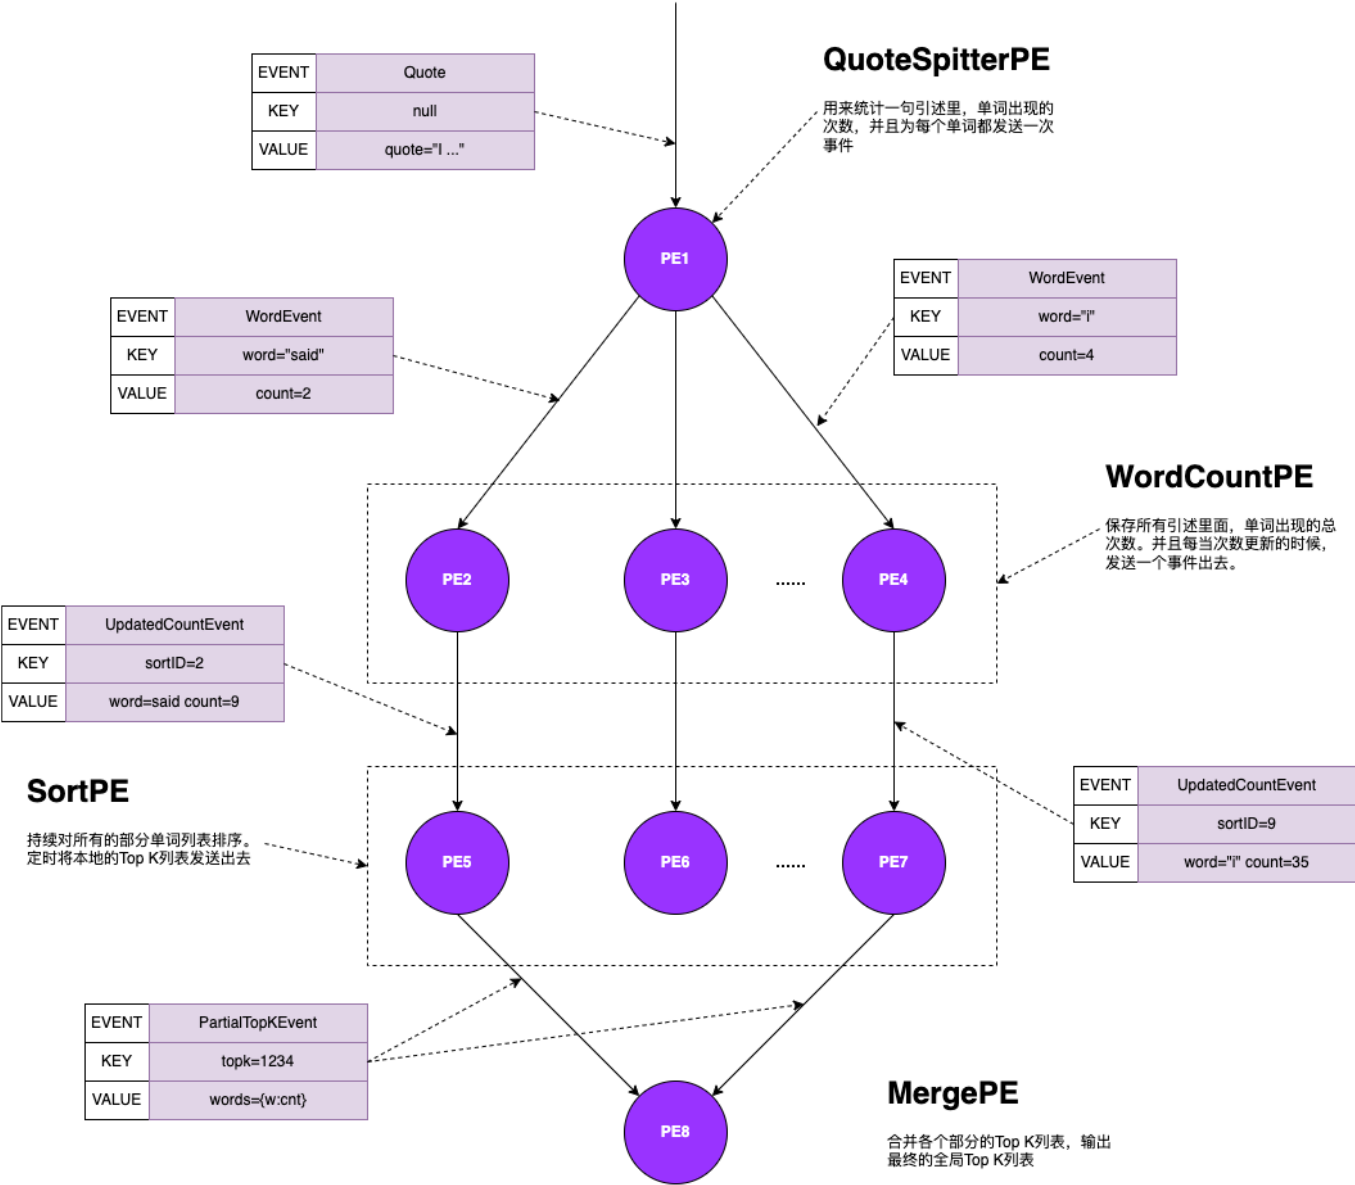 QuoteSpitterPE
用来统计一句引述里，单词出现的
次数，并且为每个单词都发送一次
事件
EVENT Quote
KEY null
VALUE quote="I ..."
PE1
EVENT WordEvent
KEY word="i"
VALUE count=4
EVENT WordEvent
KEY word="said"
VALUE count=2
WordCountPE
保存所有引述里面，单词出现的总
次数。并且每当次数更新的时候，
发送一个事件出去。
PE2 PE3 ...... PE4
EVENT UpdatedCountEvent
KEY sortID=2
VALUE word=said count=9
EVENT UpdatedCountEvent
KEY sortID=9
VALUE word="i" count=35
SortPE
持续对所有的部分单词列表排序。
定时将本地的Top K列表发送出去
PE5 PE6 ...... PE7
EVENT PartialTopKEvent
KEY topk=1234
VALUE words={w:cnt}
PE8
MergePE
合并各个部分的Top K列表，输出
最终的全局Top K列表